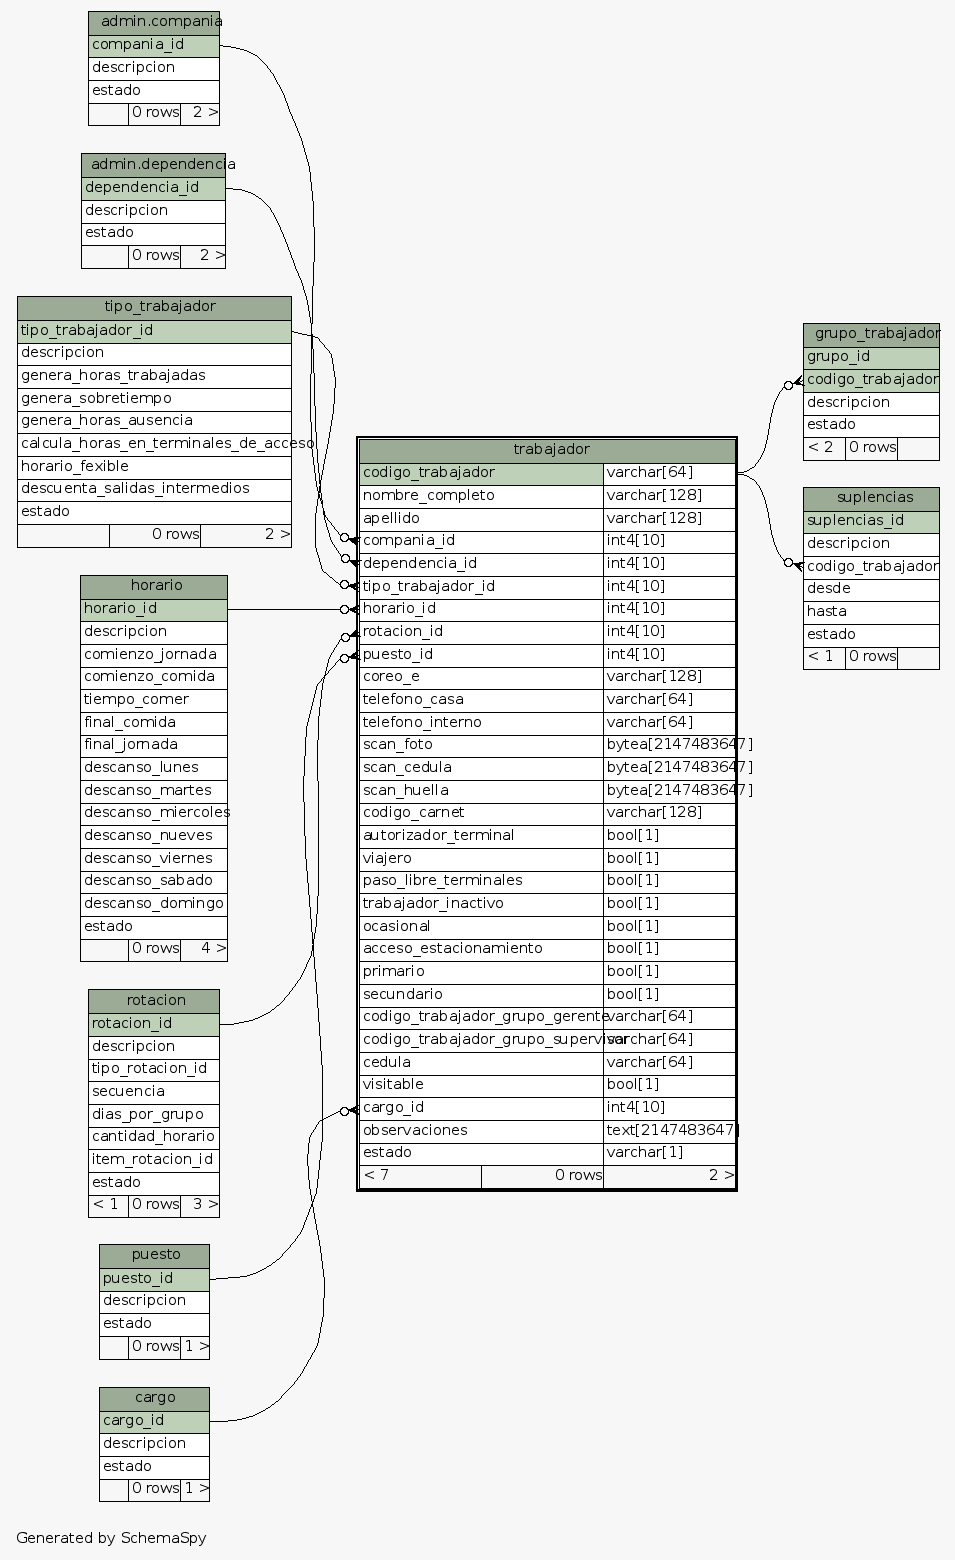 admin.compania
compania_id
descripcion
estado
0 rows 2 >
admin.dependencia
dependencia_id
descripcion
estado
0 rows 2 >
tipo_trabajador
tipo_trabajador_id
descripcion
genera_horas_trabajadas
genera_sobretiempo
genera_horas_ausencia
calcula_horas_en_terminales_de_acceso
horario_fexible
descuenta_salidas_intermedios
estado
0 rows 2 >
horario
horario_id
descripcion
comienzo_jornada
comienzo_comida
tiempo_comer
final_comida
final_jornada
descanso_lunes
descanso_martes
descanso_miercoles
descanso_nueves
descanso_viernes
descanso_sabado
descanso_domingo
estado
0 rows 4 >
rotacion
rotacion_id
descripcion
tipo_rotacion_id
secuencia
dias_por_grupo
cantidad_horario
item_rotacion_id
estado
< 1 0 rows 3 >
puesto
puesto_id
descripcion
estado
0 rows 1 >
cargo
cargo_id
descripcion
estado
0 rows 1 >
trabajador
codigo_trabajador varchar[64]
nombre_completo varchar[128]
apellido varchar[128]
compania_id int4[10]
dependencia_id int4[10]
tipo_trabajador_id int4[10]
horario_id int4[10]
rotacion_id int4[10]
puesto_id int4[10]
coreo_e varchar[128]
telefono_casa varchar[64]
telefono_interno varchar[64]
scan_foto bytea[2147483647]
scan_cedula bytea[2147483647]
scan_huella bytea[2147483647]
codigo_carnet varchar[128]
autorizador_terminal bool[1]
viajero bool[1]
paso_libre_terminales bool[1]
trabajador_inactivo bool[1]
ocasional bool[1]
acceso_estacionamiento bool[1]
primario bool[1]
secundario bool[1]
codigo_trabajador_grupo_gerente varchar[64]
codigo_trabajador_grupo_supervisor varchar[64]
cedula varchar[64]
visitable bool[1]
cargo_id int4[10]
observaciones text[2147483647]
estado varchar[1]
< 7 0 rows 2 >
grupo_trabajador
grupo_id
codigo_trabajador
descripcion
estado
< 2 0 rows
suplencias
suplencias_id
descripcion
codigo_trabajador
desde
hasta
estado
< 1 0 rows
Generated by SchemaSpy